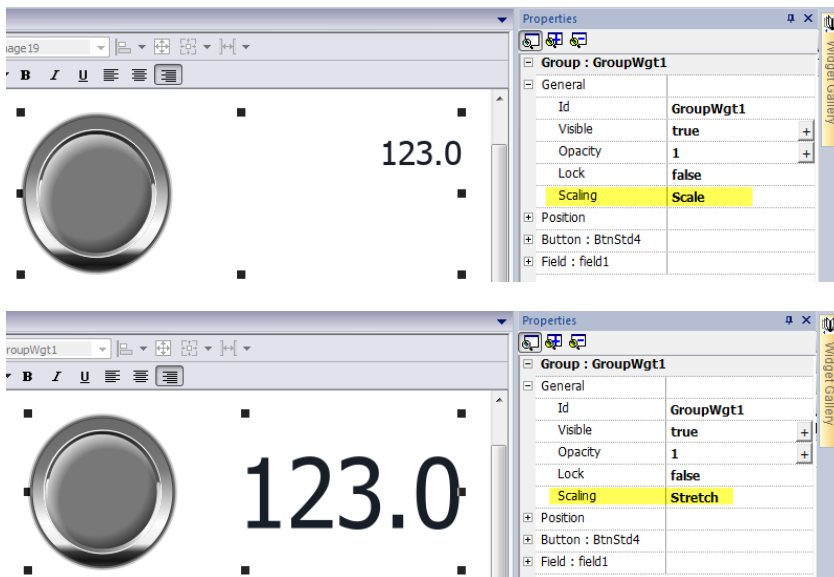 Properties
nage19
B I U
Group : GroupWgt1
General
Id GroupWgt1
Visible true +
Opacity 1 +
Lock false
Scaling Scale
Position
Button : BtnStd4
Field : field1
123.0
Widget Gallery
Properties
roupWgt1
B I U
Group : GroupWgt1
General
Id GroupWgt1
Visible true +
Opacity 1 +
Lock false
Scaling Stretch
Position
Button : BtnStd4
Field : field1
123.0
Widget Gallery